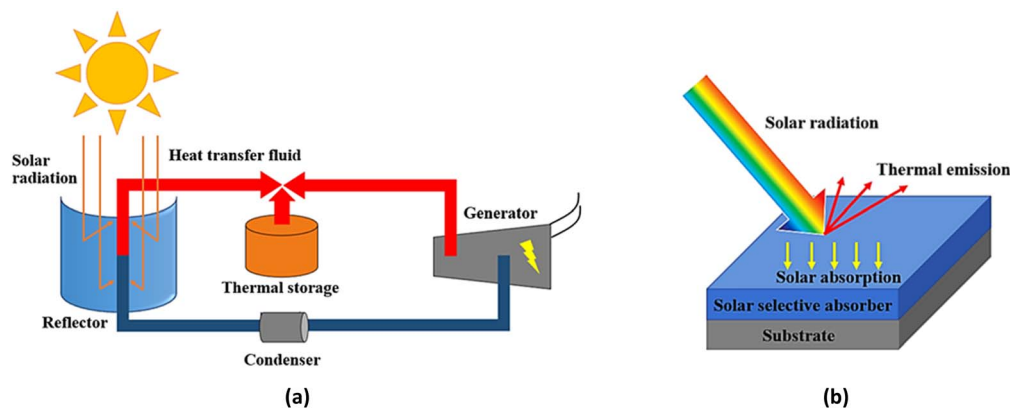 Solar
radiation
Heat transfer fluid
Generator
Thermal storage
Reflector
Condenser
(a)
Solar radiation
Thermal emission
Solar absorption
Solar selective absorber
Substrate
(b)